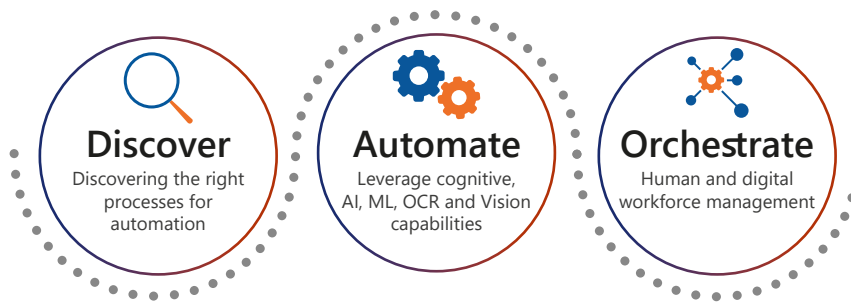 Discover
Discovering the right
processes for
automation
Automate
Leverage cognitive,
AI, ML, OCR and Vision
capabilities
Orchestrate
Human and digital
workforce management